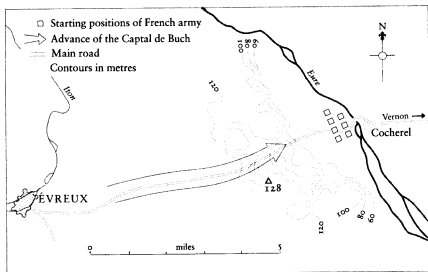 Starting positions of French army
Advance of the Captal de Buch
Main road
Contours in metres
N
Iton
Eure
100
80
60
120
Vernon
Cocherel
128
ÉVREUX
120
100
80
60
miles
0
5